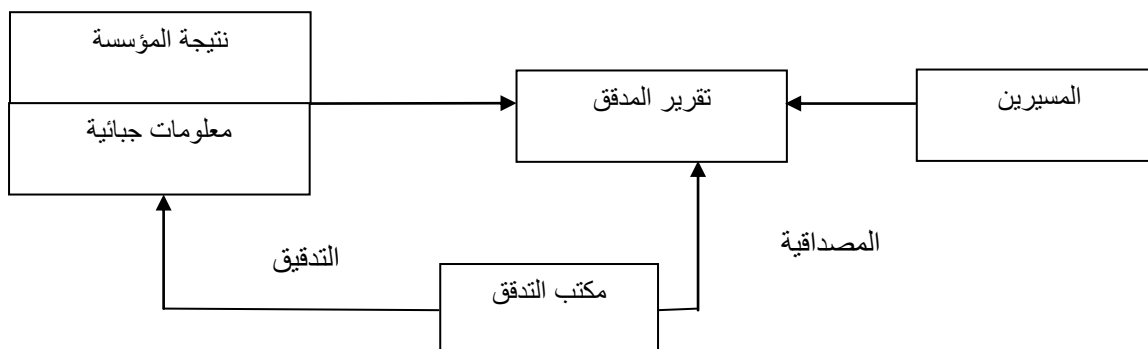 نتيجة المؤسسة
معلومات جبائية
تقرير المدقق
المسيرين
التدقيق
المصداقية
مكتب التدقق